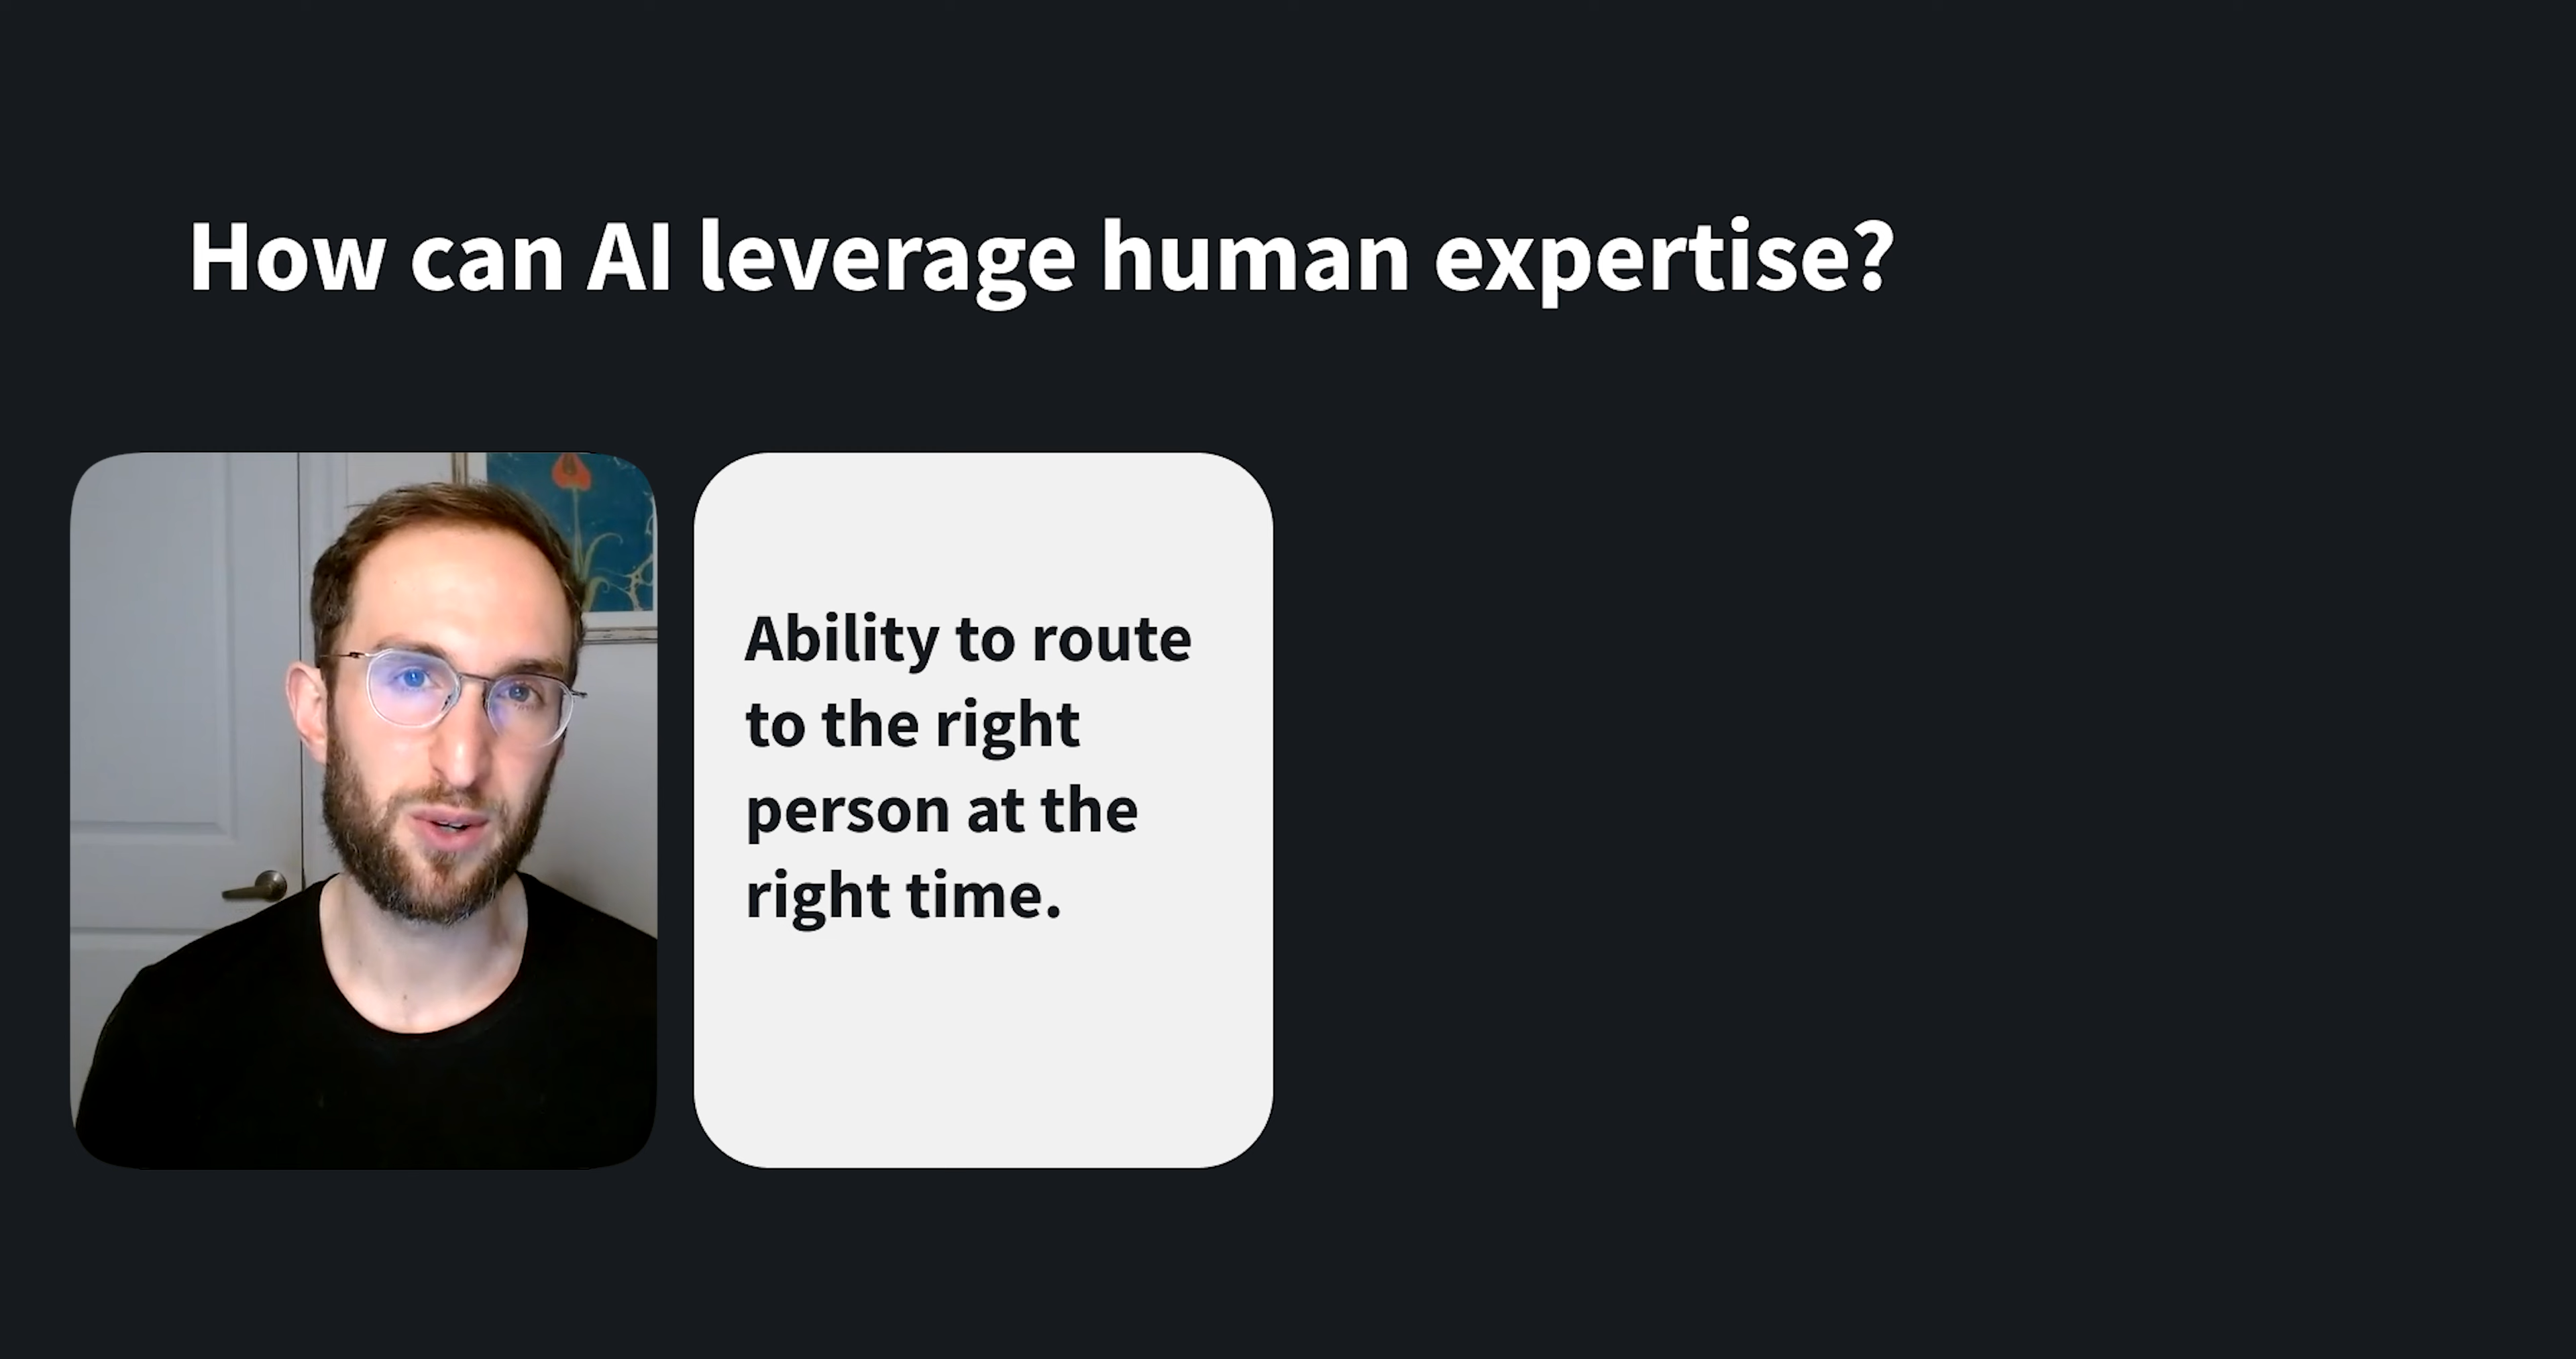 How can AI leverage human expertise?
Ability to route
to the right
person at the
right time.